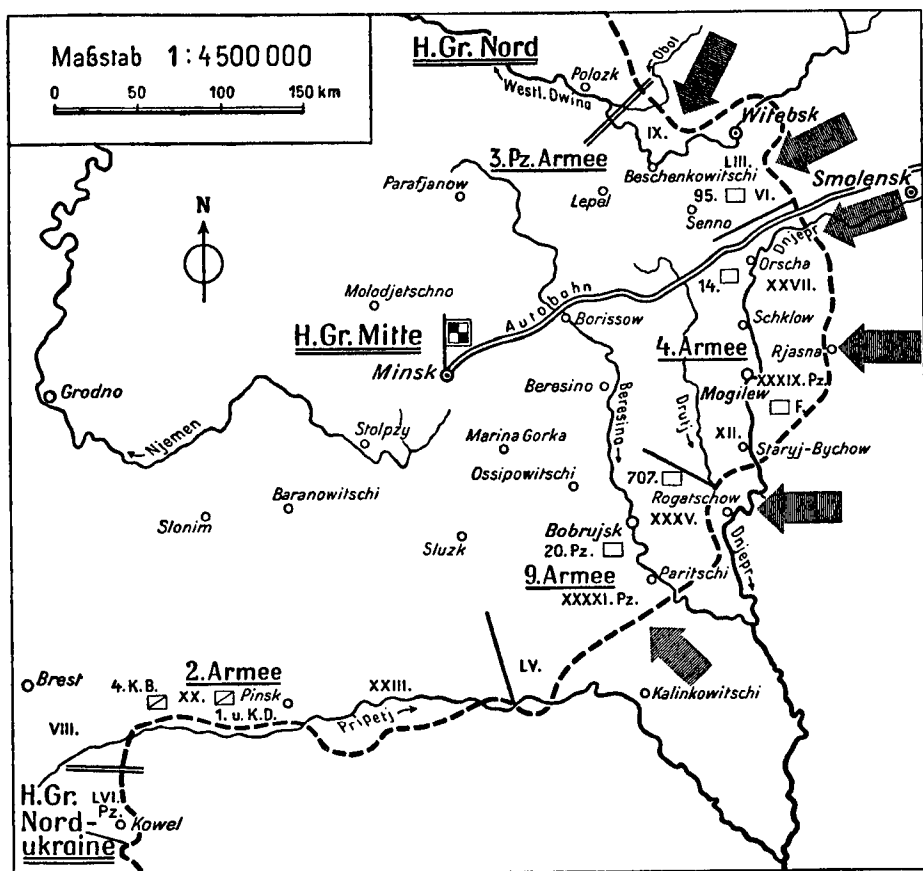 Maßstab 1:4500000
0 50 100 150 km
N
H.Gr. Nord
Obol
Polozk
Westl. Dwina
IX.
Witebsk
3. Pz. Armee
LIII.
Beschenkowitschi
Smolensk
Parafjanow
Lepel
95. VI.
Senno
Dnjepr
Orscha
14.
XXVII.
Molodjetschno
Autobahn
Borissow
Schklow
H.Gr. Mitte
4. Armee
Rjasna
Minsk
Grodno
Beresino
Mogilew
XXXIX. Pz.
F.
Beresina
Drutj
Njemen
Stolpzy
Marina Gorka
XII.
Staryj-Bychow
Ossipowitschi
707.
Baranowitschi
Rogatschow
Slonim
XXXV.
Sluzk
Bobrujsk
20. Pz.
Dnjepr
9. Armee
Paritschi
XXXXI. Pz.
Brest
2. Armee
4. K.B.
XX.
Pinsk
XXIII.
LV.
1. u. K.D.
Pripetj
Kalinkowitschi
VIII.
H.Gr.
Nord-
ukraine
LVI.
Pz.
Kowel